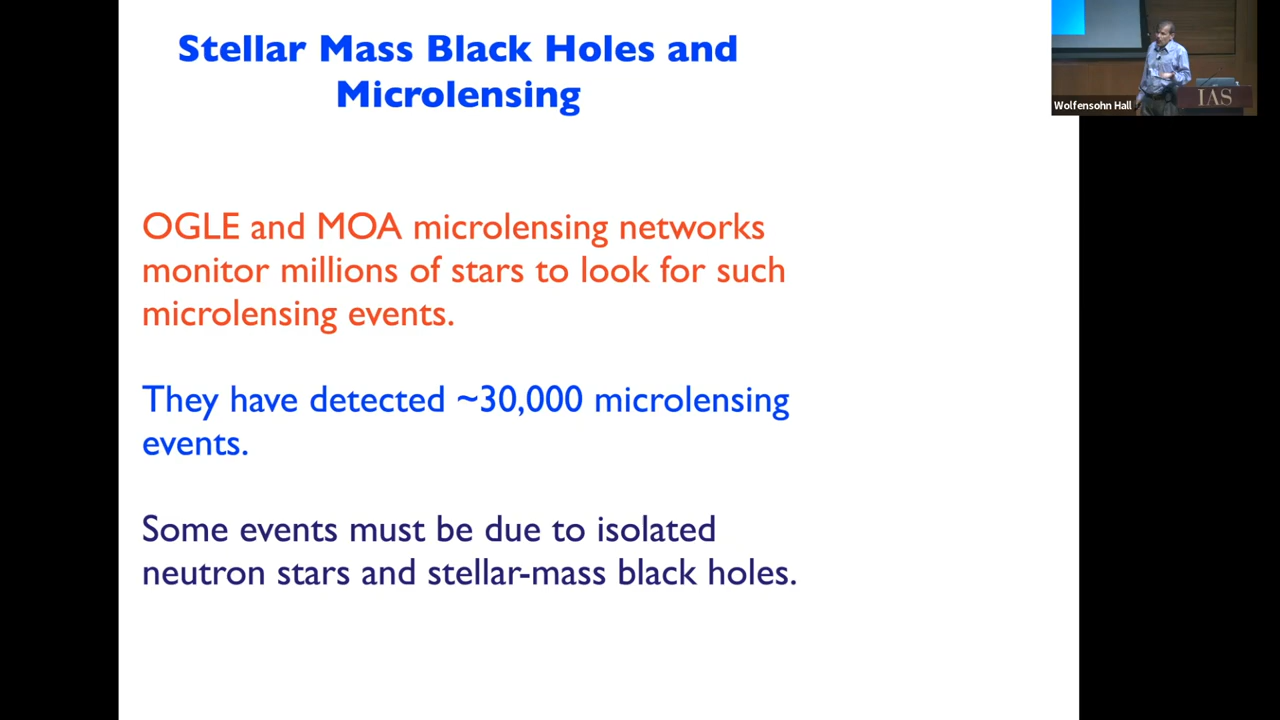 Stellar Mass Black Holes and
Microlensing
OGLE and MOA microlensing networks
monitor millions of stars to look for such
microlensing events.
They have detected ~30,000 microlensing
events.
Some events must be due to isolated
neutron stars and stellar-mass black holes.
Wolfensohn Hall
IAS